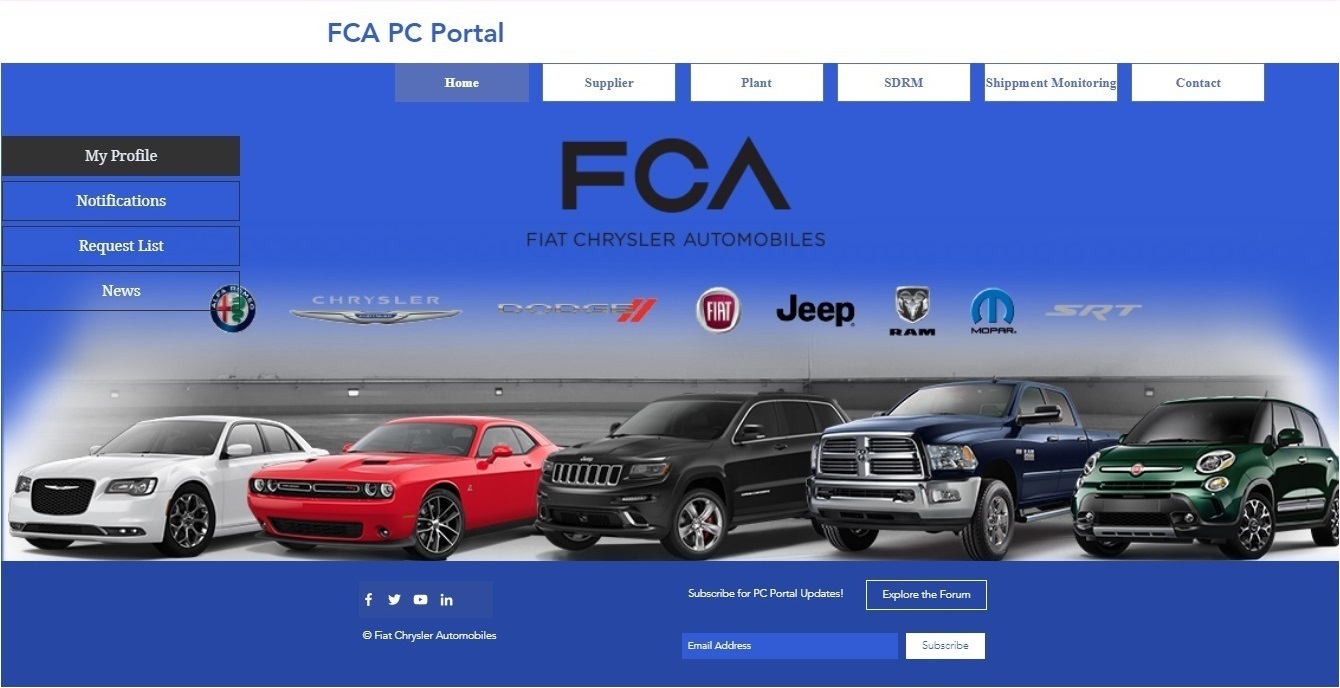 FCA PC Portal
Home
Supplier
Plant
SDRM
Shippment Monitoring
Contact
My Profile
Notifications
Request List
News
FCA
FIAT CHRYSLER AUTOMOBILES
ALFA ROMEO
CHRYSLER
DODGE
FIAT
Jeep
RAM
MOPAR
SRT
Jeep
RAM
Subscribe for PC Portal Updates!
Explore the Forum
© Fiat Chrysler Automobiles
Email Address
Subscribe